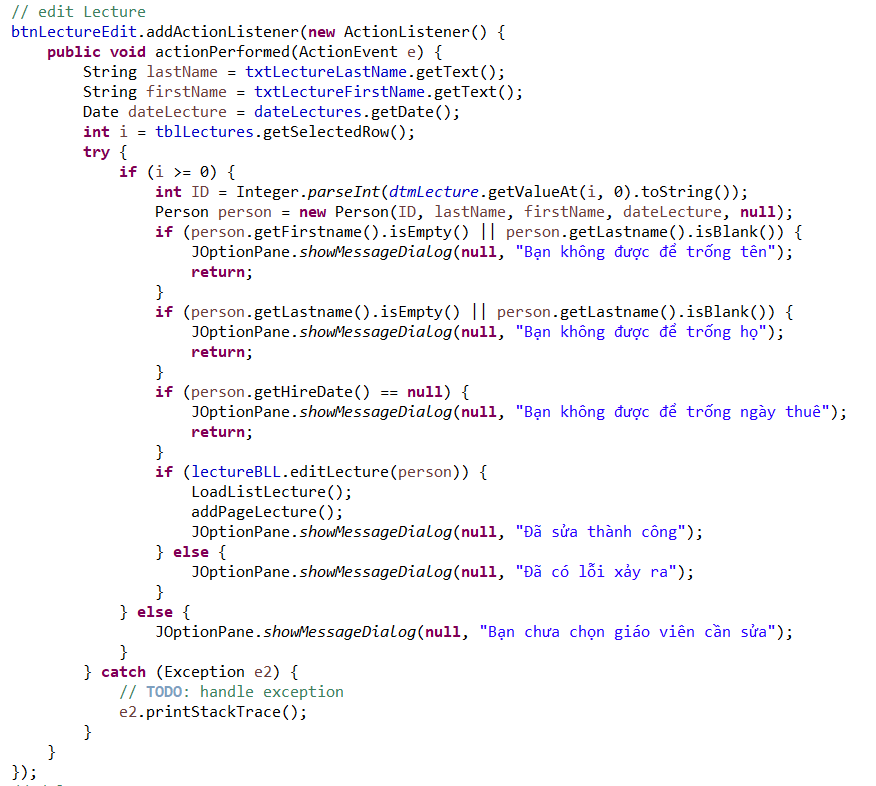 // edit Lecture
btnLectureEdit.addActionListener(new ActionListener() {
public void actionPerformed(ActionEvent e) {
String lastName = txtLectureLastName.getText();
String firstName = txtLectureFirstName.getText();
Date dateLecture = dateLectures.getDate();
int i = tblLectures.getSelectedRow();
try {
if (i >= 0) {
int ID = Integer.parseInt(dtmLecture.getValueAt(i, 0).toString());
Person person = new Person(ID, lastName, firstName, dateLecture, null);
if (person.getFirstname().isEmpty() || person.getLastname().isBlank()) {
JOptionPane.showMessageDialog(null, "Bạn không được để trống tên");
return;
}
if (person.getLastname().isEmpty() || person.getLastname().isBlank()) {
JOptionPane.showMessageDialog(null, "Bạn không được để trống họ");
return;
}
if (person.getHireDate() == null) {
JOptionPane.showMessageDialog(null, "Bạn không được để trống ngày thuê");
return;
}
if (lectureBLL.editLecture(person)) {
LoadListLecture();
addPageLecture();
JOptionPane.showMessageDialog(null, "Đã sửa thành công");
} else {
JOptionPane.showMessageDialog(null, "Đã có lỗi xảy ra");
}
} else {
JOptionPane.showMessageDialog(null, "Bạn chưa chọn giáo viên cần sửa");
}
} catch (Exception e2) {
// TODO: handle exception
e2.printStackTrace();
}
}
});